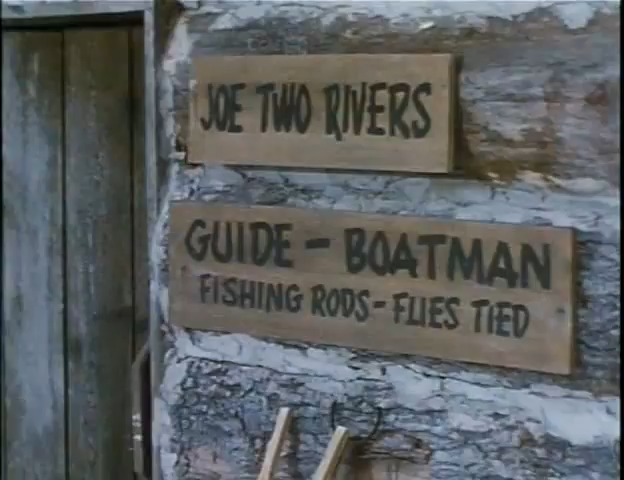 JOE TWO RIVERS
GUIDE - BOATMAN
FISHING RODS - FLIES TIED